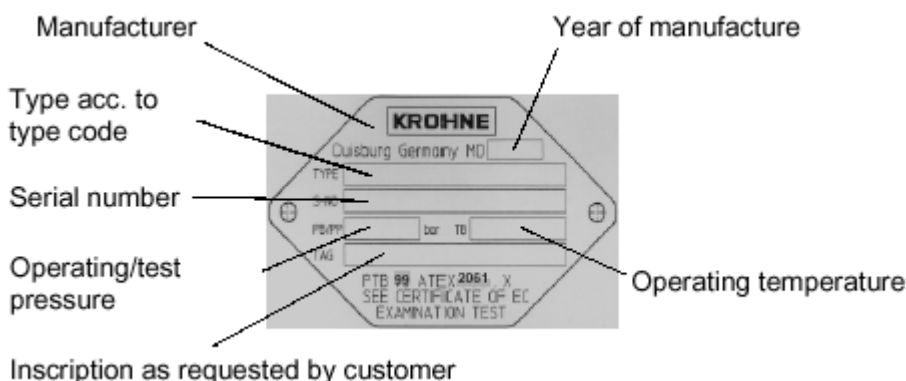 Manufacturer
Year of manufacture
Type acc. to
type code
KROHNE
Duisburg Germany MD
TYPE
Serial number
S-NO
PB/PP bar TB
Operating/test
pressure
TAG
Operating temperature
PTB 99 ATEX 2061 X
SEE CERTIFICATE OF EC
EXAMINATION TEST
Inscription as requested by customer